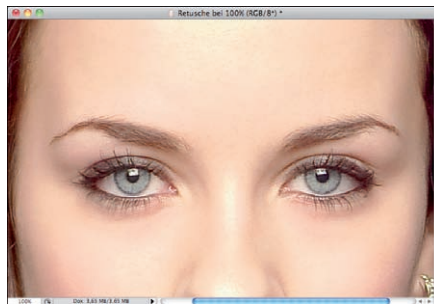 Retusche bei 100% (RGB/8*) *
100% Dok: 3,65 MB/3,65 MB